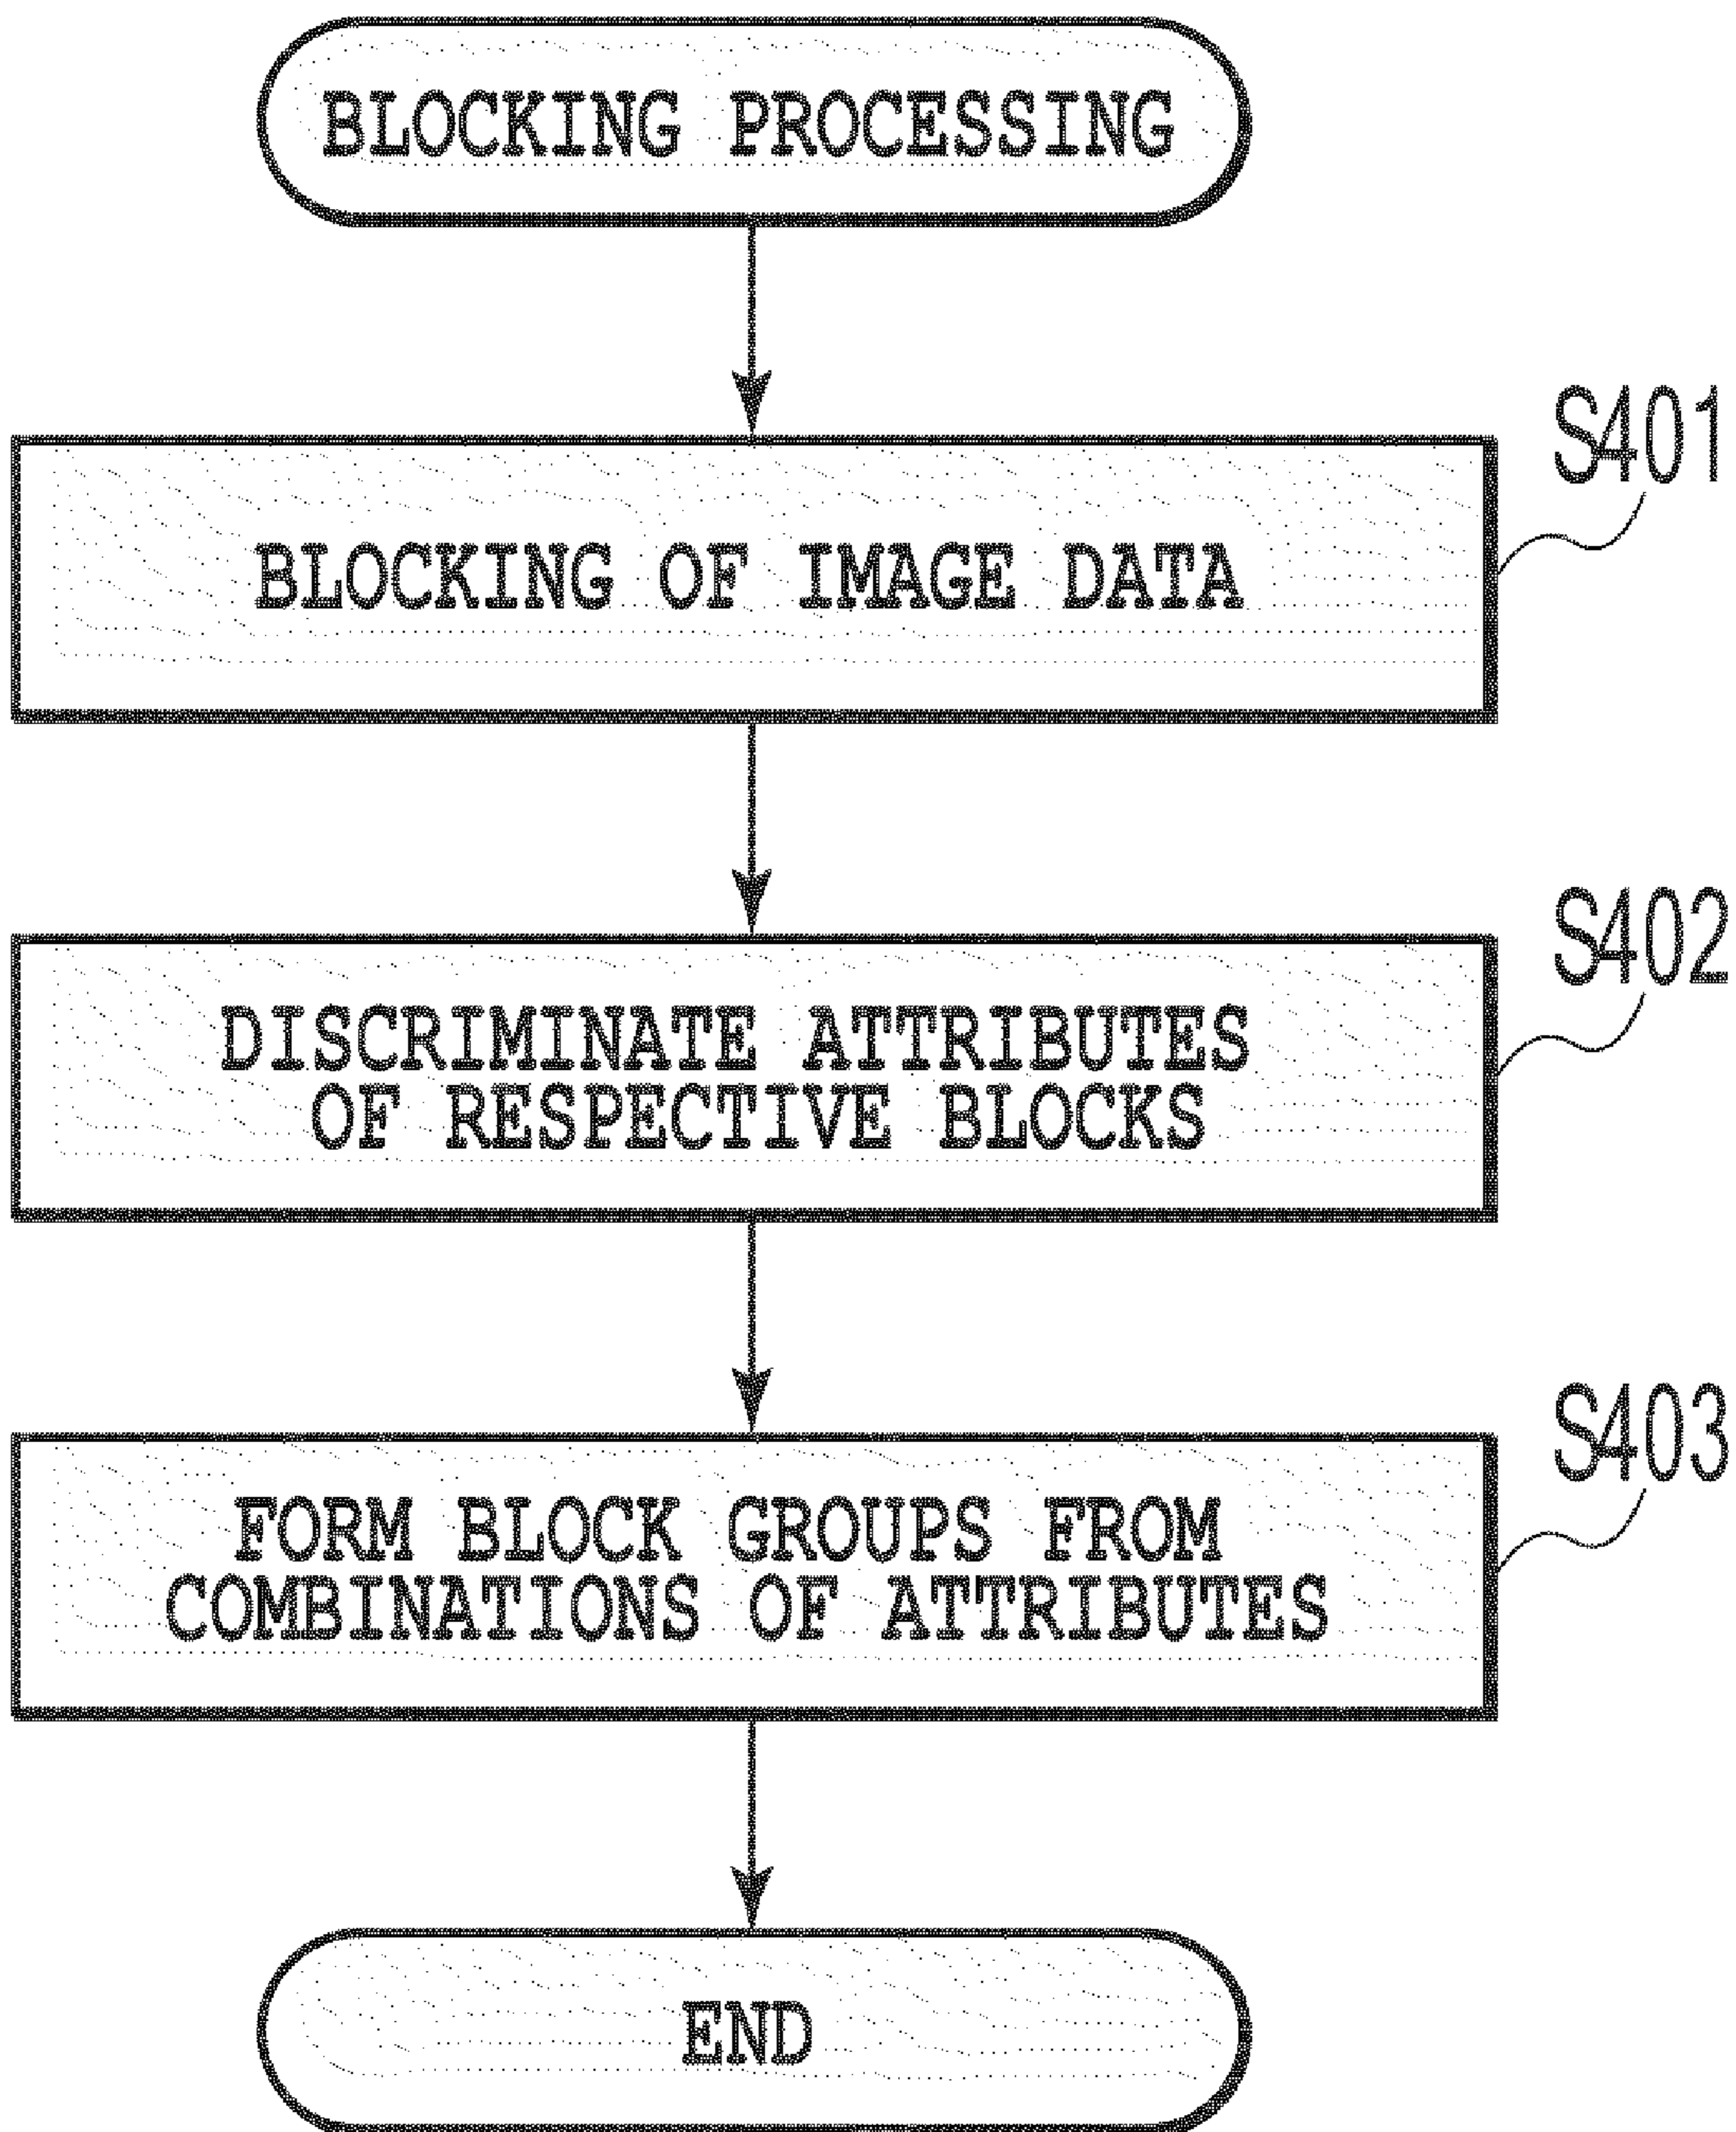 BLOCKING PROCESSING
S401
BLOCKING OF IMAGE DATA
S402
DISCRIMINATE ATTRIBUTES
OF RESPECTIVE BLOCKS
S403
FORM BLOCK GROUPS FROM
COMBINATIONS OF ATTRIBUTES
END